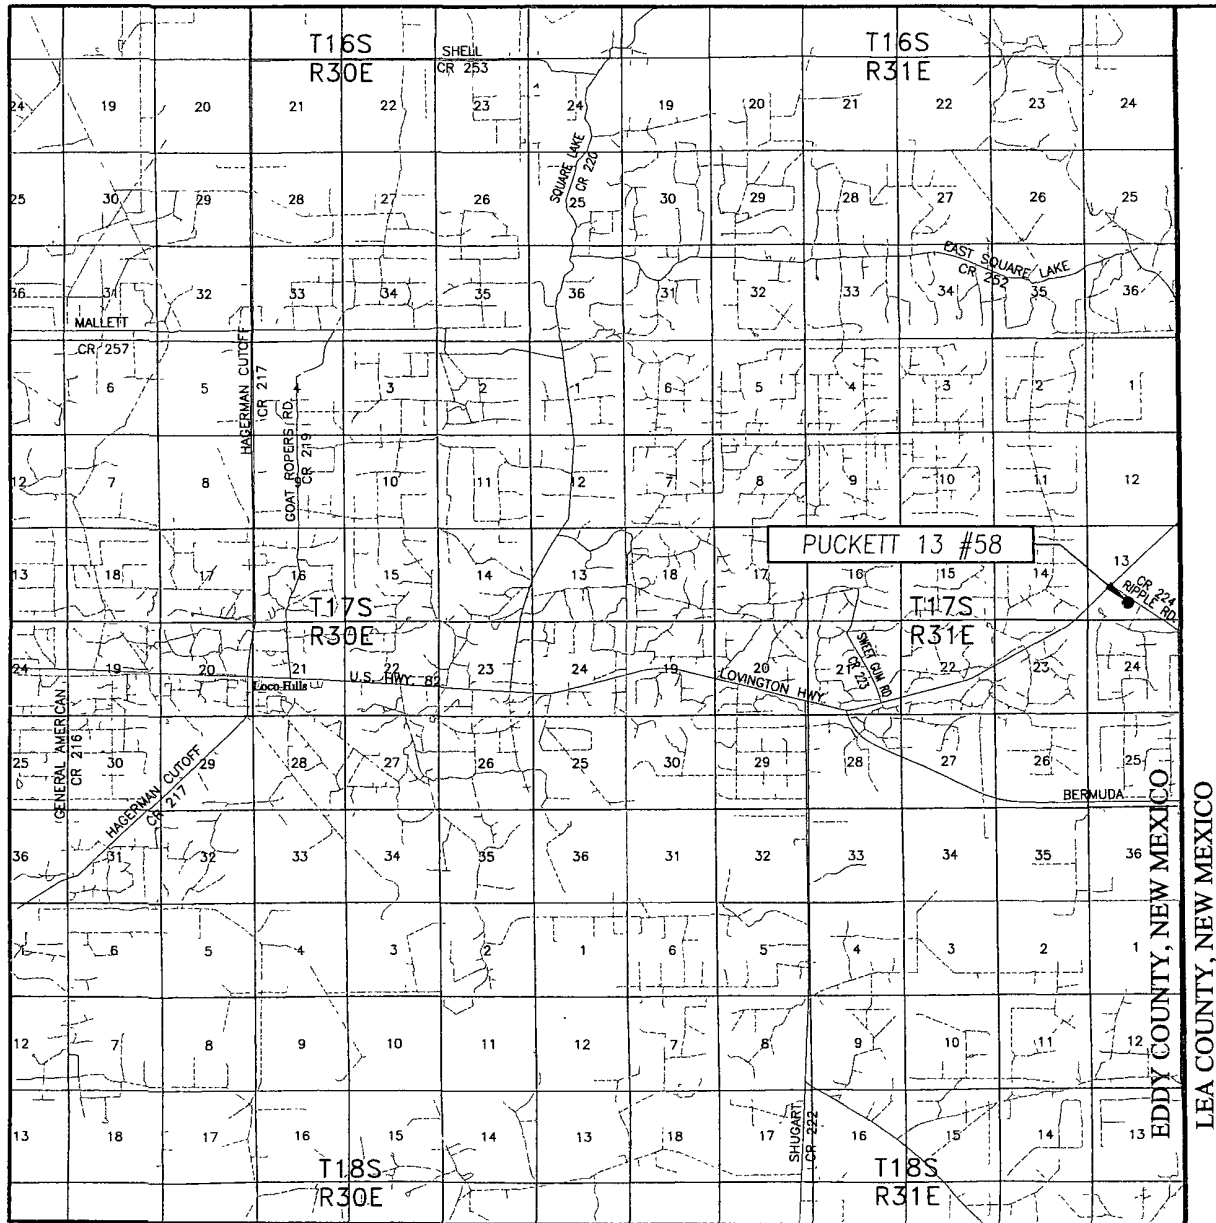 T16S T16S
SHELL
R30E CR 253 R31E
24 19 20 21 22 23 24 19 20 21 22 23 24
SQUARE LAKE
CR 220
25 30 29 28 27 26 25 30 29 28 27 26 25
EAST SQUARE LAKE
CR 252
36 31 32 33 34 35 36 31 32 33 34 35 36
MALLETT
CR 257
HAGERMAN CUTOFF
CR 217
6 5 4 3 2 1 6 5 4 3 2 1
GOAT ROPERS RD.
CR 219
12 7 8 9 10 11 12 7 8 9 10 11 12
PUCKETT 13 #58
13 18 17 16 15 14 13 18 17 16 15 14 13
CR 224
RIPPLE RD.
T17S T17S
R30E R31E
SWEET GUM RD
CR 223
24 19 20 21 22 23 24 19 20 21 22 23 24
Loco Hills U.S. HWY. 82 LOVINGTON HWY
GENERAL AMERICAN
CR 216
25 30 29 28 27 26 25 30 29 28 27 26 25
HAGERMAN CUTOFF
CR 217
BERMUDA
36 31 32 33 34 35 36 31 32 33 34 35 36
EDDY COUNTY, NEW MEXICO
LEA COUNTY, NEW MEXICO
1 6 5 4 3 2 1 6 5 4 3 2 1
12 7 8 9 10 11 12 7 8 9 10 11 12
SHUGART
CR 222
13 18 17 16 15 14 13 18 17 16 15 14 13
T18S T18S
R30E R31E